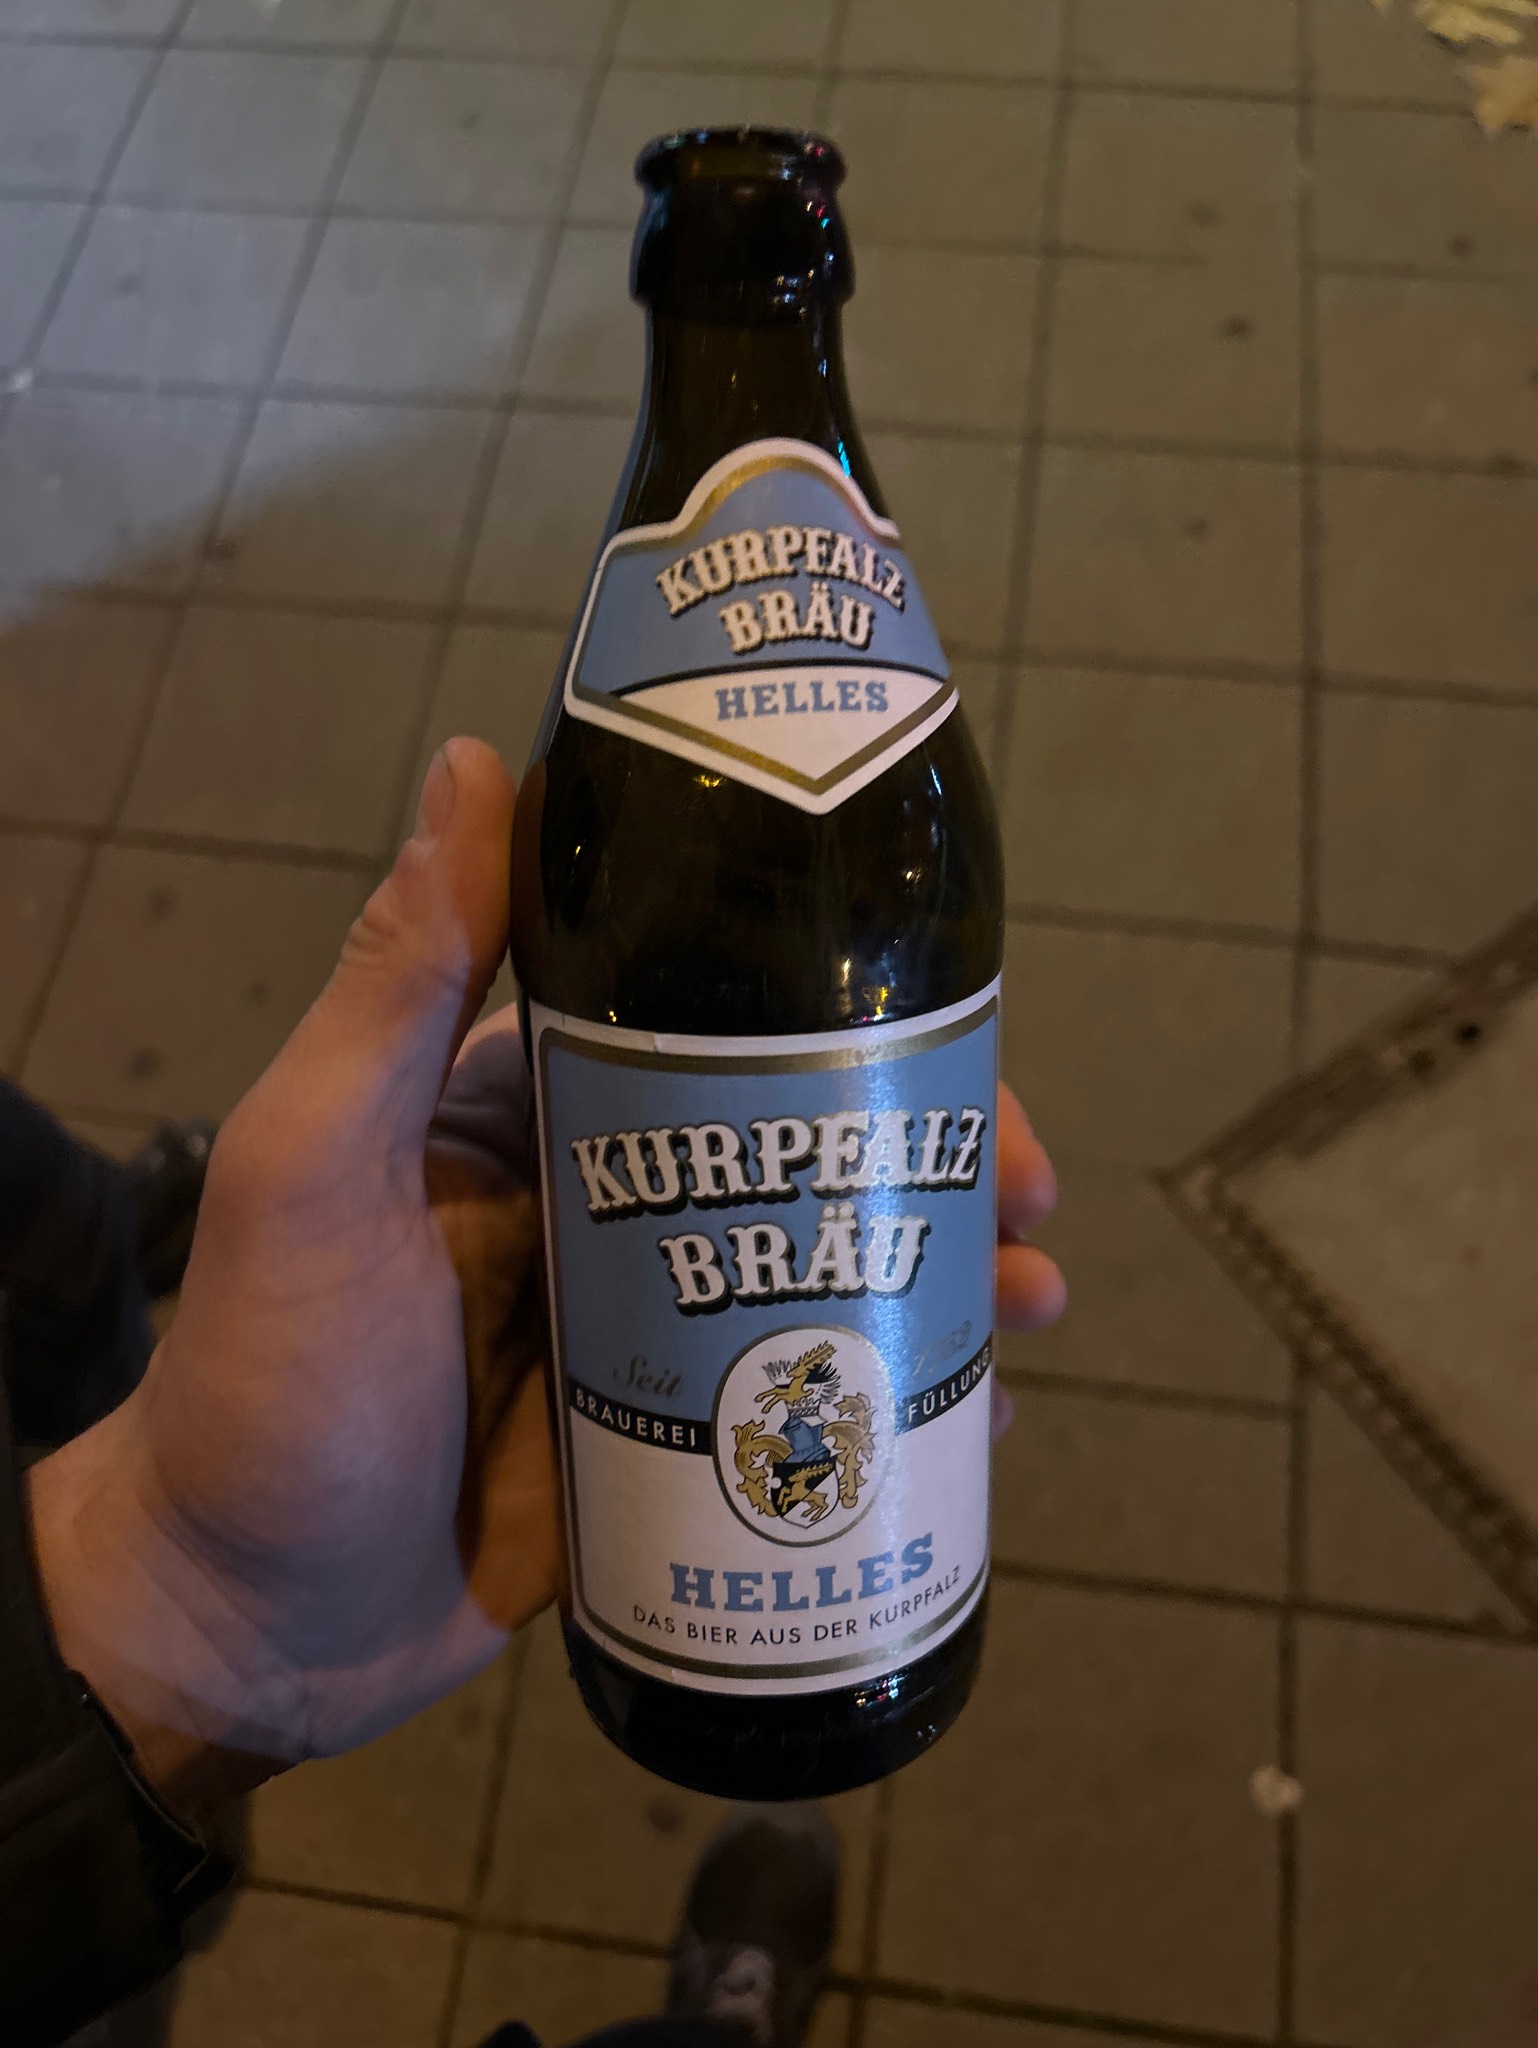 KURPFALZ
BRÄU
HELLES
KURPFALZ
BRÄU
Seit
BRAUEREI FÜLLUNG
HELLES
DAS BIER AUS DER KURPFALZ